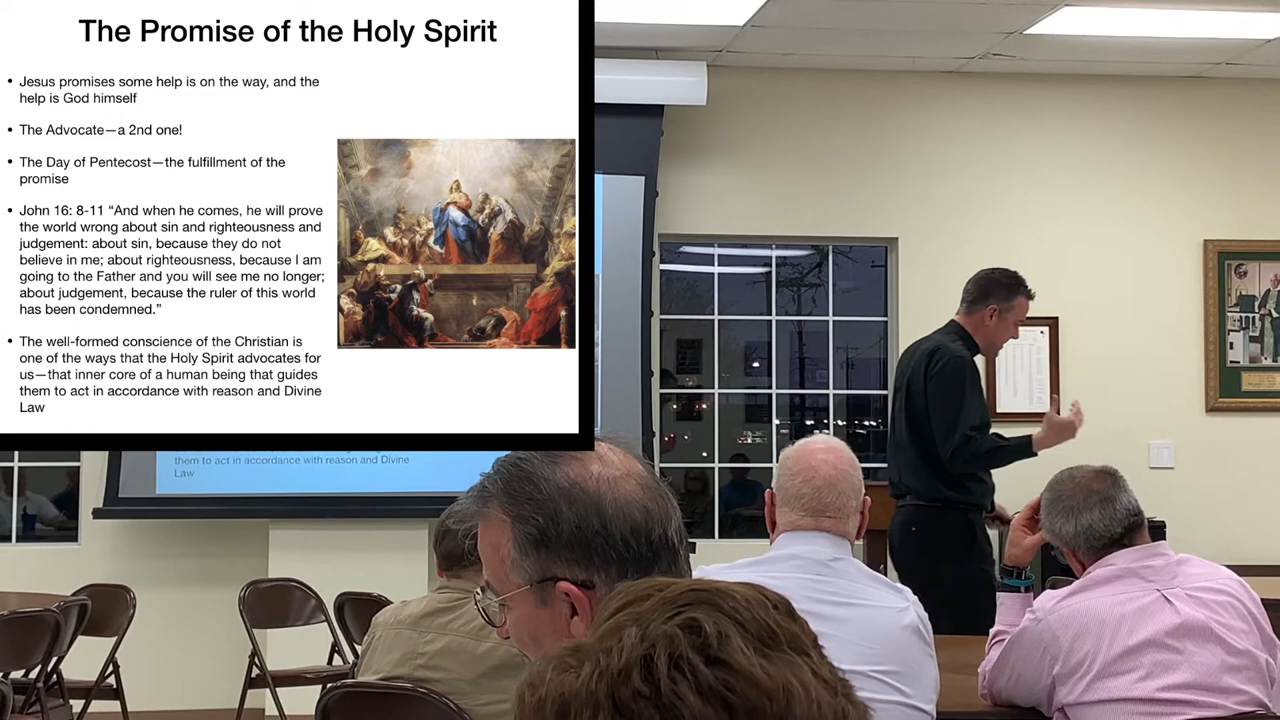 The Promise of the Holy Spirit
• Jesus promises some help is on the way, and the
help is God himself
• The Advocate—a 2nd one!
• The Day of Pentecost—the fulfillment of the
promise
• John 16: 8-11 “And when he comes, he will prove
the world wrong about sin and righteousness and
judgement: about sin, because they do not
believe in me; about righteousness, because I am
going to the Father and you will see me no longer;
about judgement, because the ruler of this world
has been condemned.”
• The well-formed conscience of the Christian is
one of the ways that the Holy Spirit advocates for
us—that inner core of a human being that guides
them to act in accordance with reason and Divine
Law
them to act in accordance with reason and Divine
Law